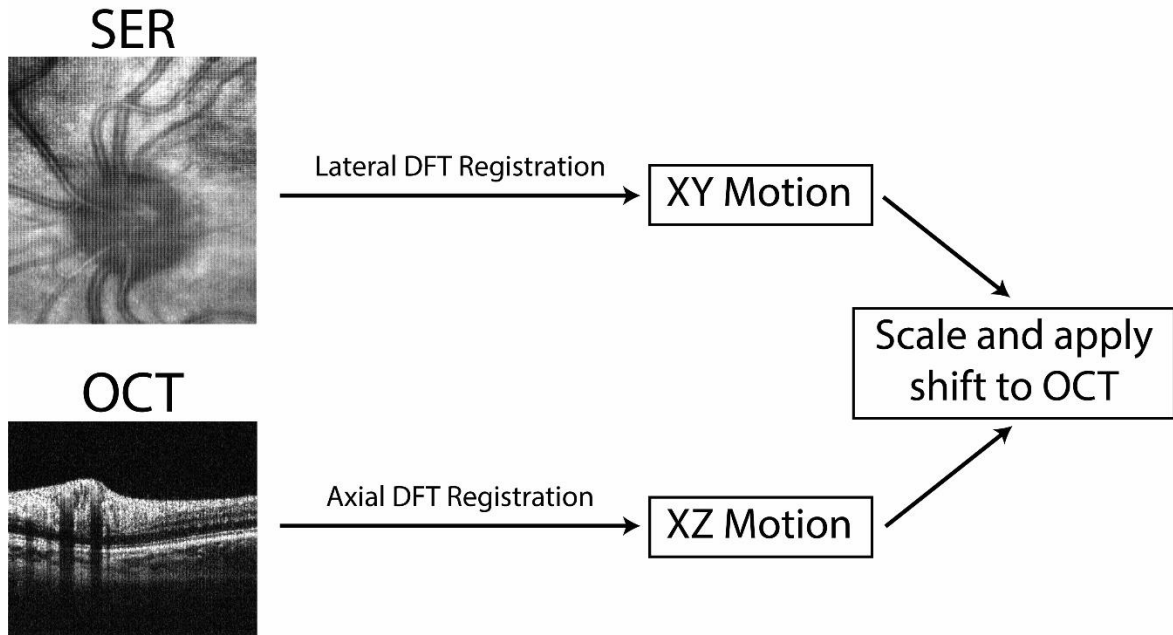 SER
Lateral DFT Registration
XY Motion
Scale and apply
shift to OCT
OCT
Axial DFT Registration
XZ Motion